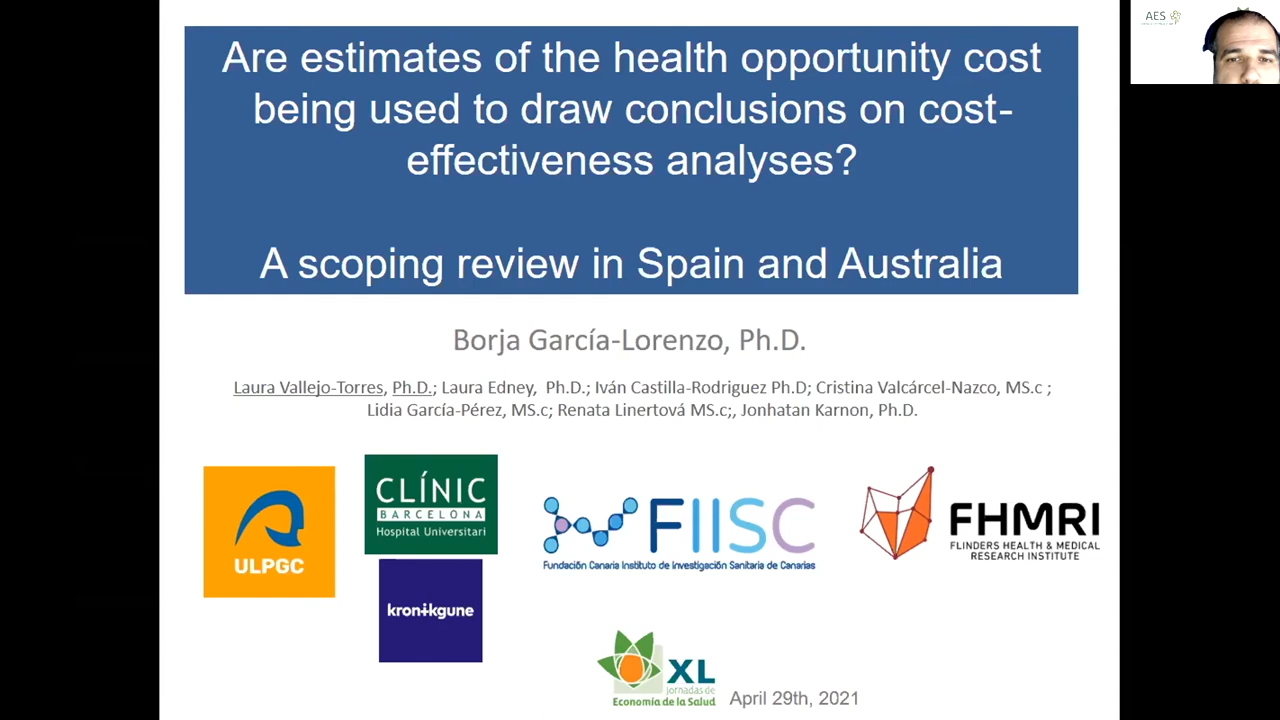 AES
Are estimates of the health opportunity cost
being used to draw conclusions on cost-
effectiveness analyses?
A scoping review in Spain and Australia
Borja García-Lorenzo, Ph.D.
Laura Vallejo-Torres, Ph.D.; Laura Edney, Ph.D.; Iván Castilla-Rodriguez Ph.D; Cristina Valcárcel-Nazco, MS.c ;
Lidia García-Pérez, MS.c; Renata Linertová MS.c;, Jonhatan Karnon, Ph.D.
ULPGC
CLÍNIC
BARCELONA
Hospital Universitari
kronikgune
FIISC
Fundación Canaria Instituto de Investigación Sanitaria de Canarias
FHMRI
FLINDERS HEALTH & MEDICAL
RESEARCH INSTITUTE
XL
jornadas de
Economía de la Salud
April 29th, 2021